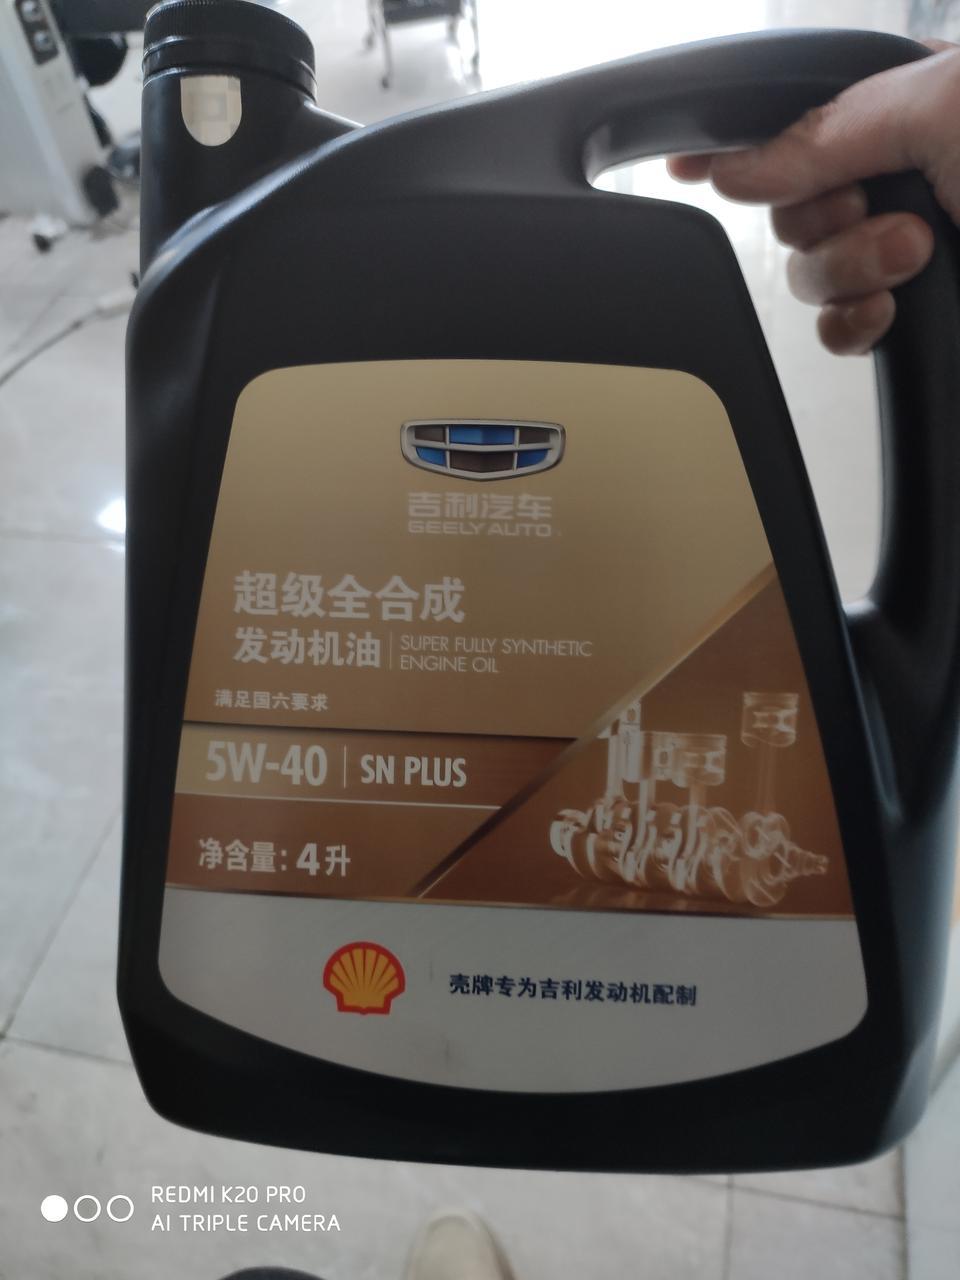 吉利汽车
GEELY AUTO
超级全合成
发动机油
SUPER FULLY SYNTHETIC
ENGINE OIL
满足国六要求
5W-40 | SN PLUS
净含量:4升
壳牌专为吉利发动机配制
REDMI K20 PRO
AI TRIPLE CAMERA